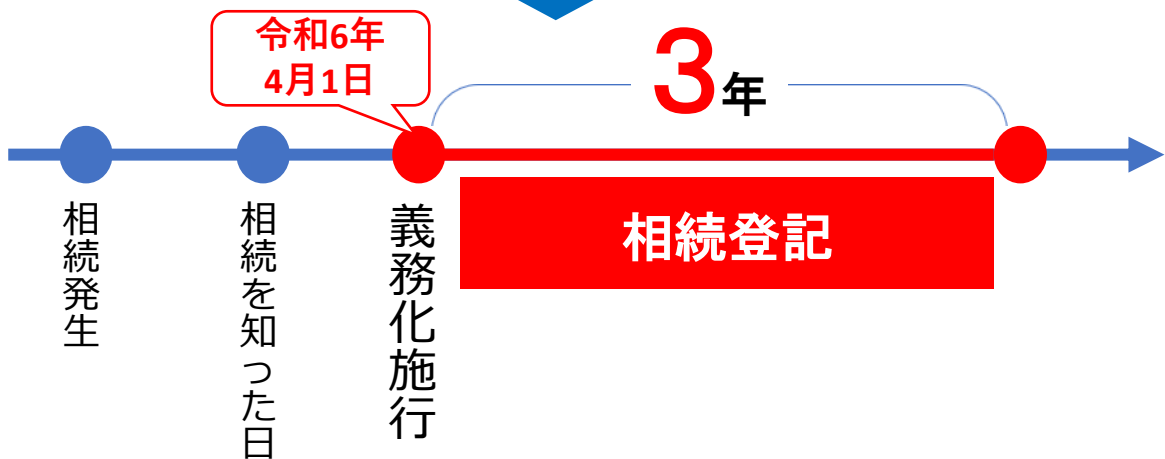 令和6年
4月1日
3年
相続発生
相続を知った日
義務化施行
相続登記